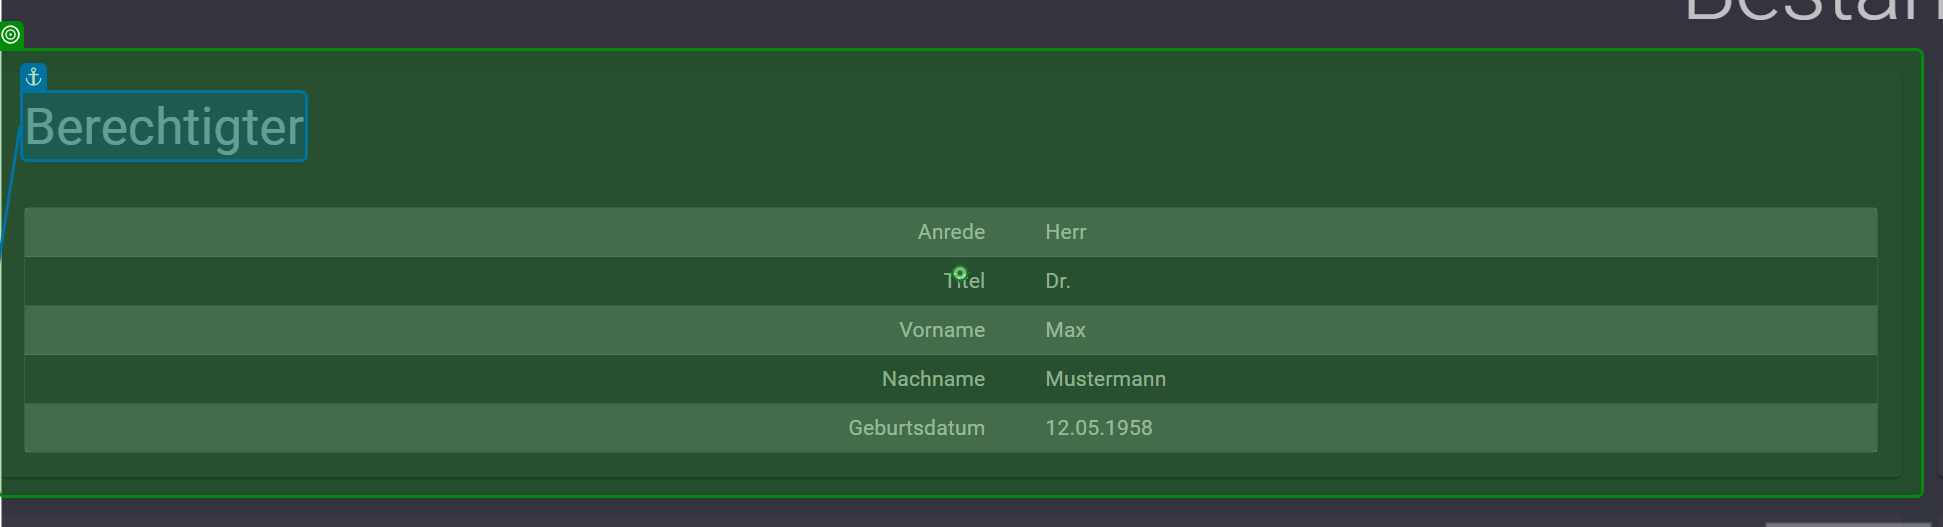 Berechtigter
Anrede Herr
Titel Dr.
Vorname Max
Nachname Mustermann
Geburtsdatum 12.05.1958